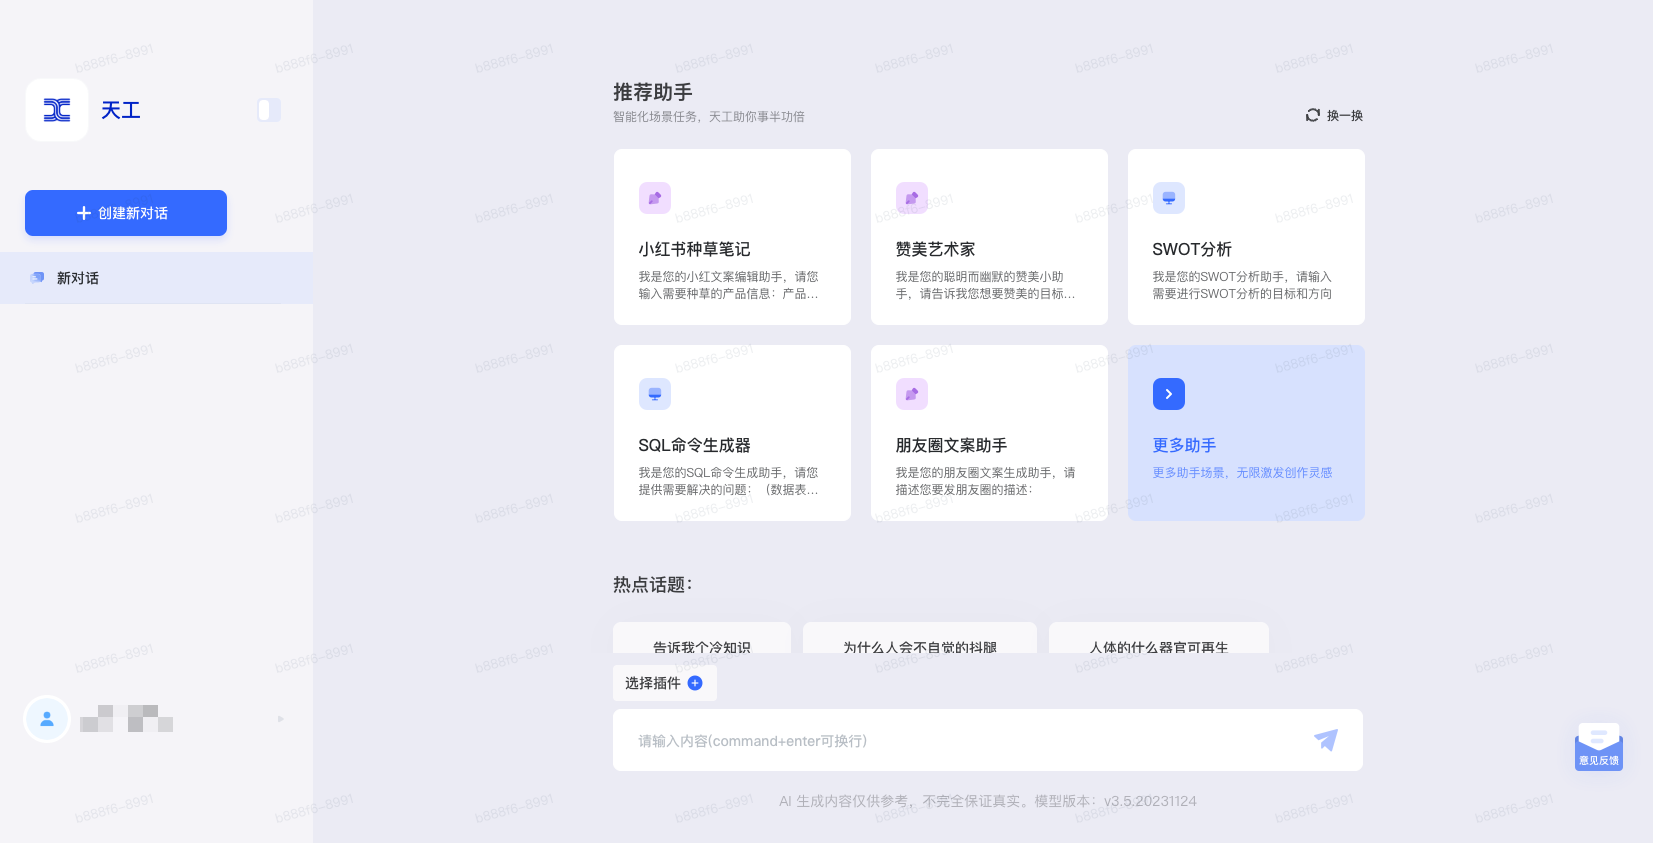 天工
创建新对话
新对话
推荐助手
智能化场景任务，天工助你事半功倍
换一换
小红书种草笔记
我是您的小红文案编辑助手，请您
输入需要种草的产品信息：产品...
赞美艺术家
我是您的聪明而幽默的赞美小助
手，请告诉我您想要赞美的目标...
SWOT分析
我是您的SWOT分析助手，请输入
需要进行SWOT分析的目标和方向
SQL命令生成器
我是您的SQL命令生成助手，请您
提供需要解决的问题：（数据表...
朋友圈文案助手
我是您的朋友圈文案生成助手，请
描述您要发朋友圈的描述：
更多助手
更多助手场景，无限激发创作灵感
热点话题：
告诉我个冷知识
为什么人会不自觉的抖腿
人体的什么器官可再生
选择插件
请输入内容(command+enter可换行)
意见反馈
AI 生成内容仅供参考，不完全保证真实。模型版本：v3.5.20231124
b888f6-8991